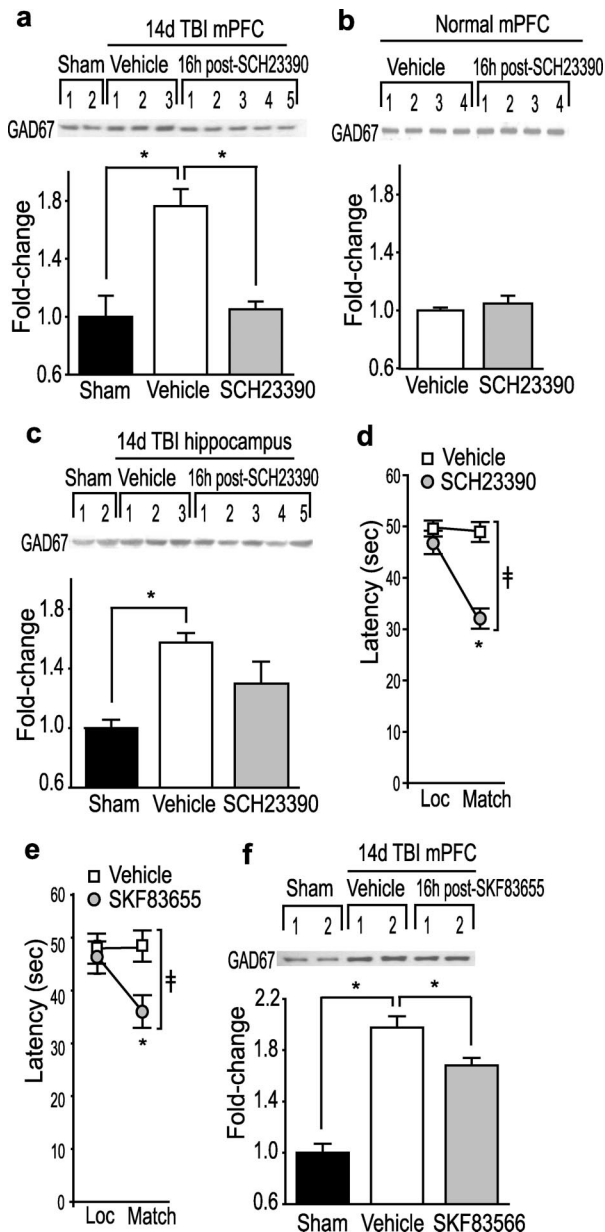 a
14d TBI mPFC
Sham Vehicle 16h post-SCH23390
1 2 1 2 3 1 2 3 4 5
GAD67
* *
Fold-change
1.8
1.4
1.0
0.6
Sham Vehicle SCH23390
b
Normal mPFC
Vehicle 16h post-SCH23390
1 2 3 4 1 2 3 4
GAD67
Fold-change
1.8
1.4
1.0
0.6
Vehicle SCH23390
c
14d TBI hippocampus
Sham Vehicle 16h post-SCH23390
1 2 1 2 3 1 2 3 4 5
GAD67
*
Fold-change
1.8
1.4
1.0
0.6
Sham Vehicle SCH23390
d
Vehicle
SCH23390
Latency (sec)
60
50
40
30
20
10
0
‡
*
Loc Match
e
Vehicle
SKF83655
Latency (sec)
60
50
40
30
20
10
0
‡
*
Loc Match
f
14d TBI mPFC
Sham Vehicle 16h post-SKF83655
1 2 1 2 1 2
GAD67
* *
Fold-change
2.2
1.8
1.4
1.0
0.6
Sham Vehicle SKF83566